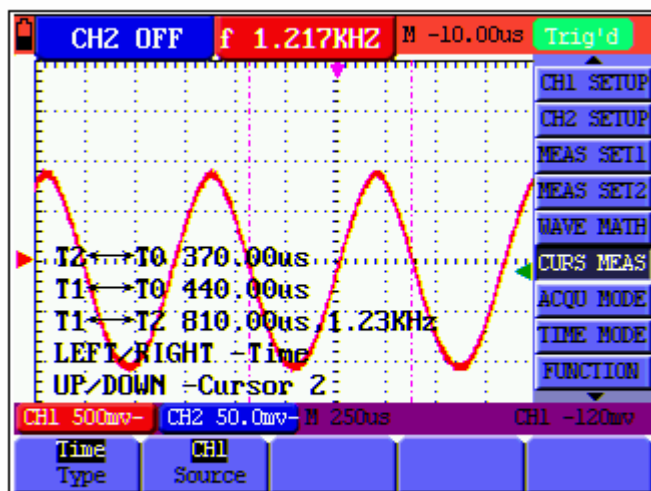 CH2 OFF f 1.217KHZ M -10.00us Trig'd
CH1 SETUP
CH2 SETUP
MEAS SET1
MEAS SET2
WAVE MATH
CURS MEAS
ACQU MODE
TIME MODE
FUNCTION
T2←→T0 370.00us
T1←→T0 440.00us
T1←→T2 810.00us,1.23KHz
LEFT/RIGHT -Time
UP/DOWN -Cursor 2
CH1 500mv- CH2 50.0mv- M 250us CH1 -120mv
Time
Type
CH1
Source